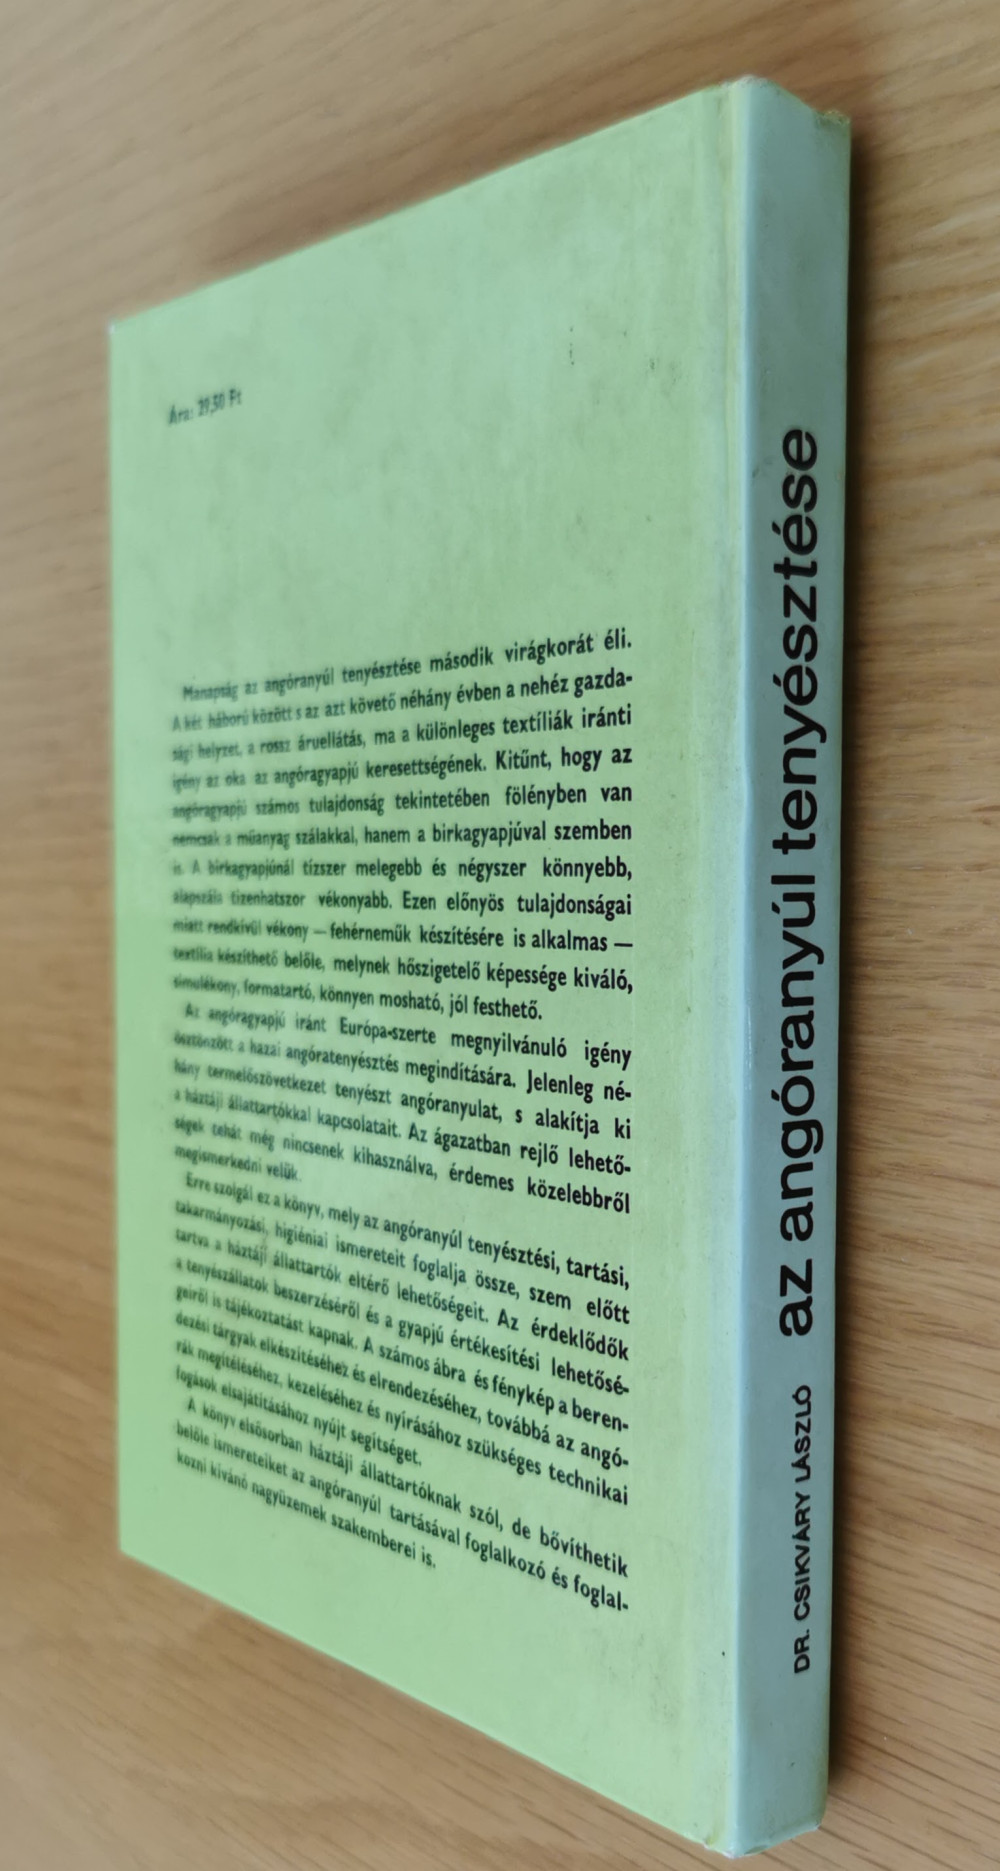 Ára: 29,50 Ft
Manapság az angóranyúl tenyésztése második virágkorát éli.
A két háború között s az azt követő néhány évben a nehéz gazda-
sági helyzet, a rossz áruellátás, ma a különleges textíliák iránti
igény az oka az angóragyapjú keresettségének. Kitűnt, hogy az
angóragyapjú számos tulajdonság tekintetében fölényben van
nemcsak a műanyag szálakkal, hanem a birkagyapjúval szemben
is. A birkagyapjúnál tízszer melegebb és négyszer könnyebb,
alapszála tizenhatszor vékonyabb. Ezen előnyös tulajdonságai
miatt rendkívül vékony — fehérneműk készítésére is alkalmas —
textília készíthető belőle, melynek hőszigetelő képessége kiváló,
simulékony, formatartó, könnyen mosható, jól festhető.
Az angóragyapjú iránt Európa-szerte megnyilvánuló igény
ösztönzött a hazai angóratenyésztés megindítására. Jelenleg né-
hány termelőszövetkezet tenyészt angóranyulat, s alakítja ki
a háztáji állattartókkal kapcsolatait. Az ágazatban rejlő lehető-
ségek tehát még nincsenek kihasználva, érdemes közelebbről
megismerkedni velük.
Erre szolgál ez a könyv, mely az angóranyúl tenyésztési, tartási,
takarmányozási, higiéniai ismereteit foglalja össze, szem előtt
tartva a háztáji állattartók eltérő lehetőségeit. Az érdeklődők
a tenyészállatok beszerzéséről és a gyapjú értékesítési lehetősé-
geiről is tájékoztatást kapnak. A számos ábra és fénykép a beren-
dezési tárgyak elkészítéséhez és elrendezéséhez, továbbá az angó-
rák megítéléséhez, kezeléséhez és nyírásához szükséges technikai
fogások elsajátításához nyújt segítséget.
A könyv elsősorban háztáji állattartóknak szól, de bővíthetik
belőle ismereteiket az angóranyúl tartásával foglalkozó és foglal-
kozni kívánó nagyüzemek szakemberei is.
DR. CSIKVÁRY LÁSZLÓ az angóranyúl tenyésztése